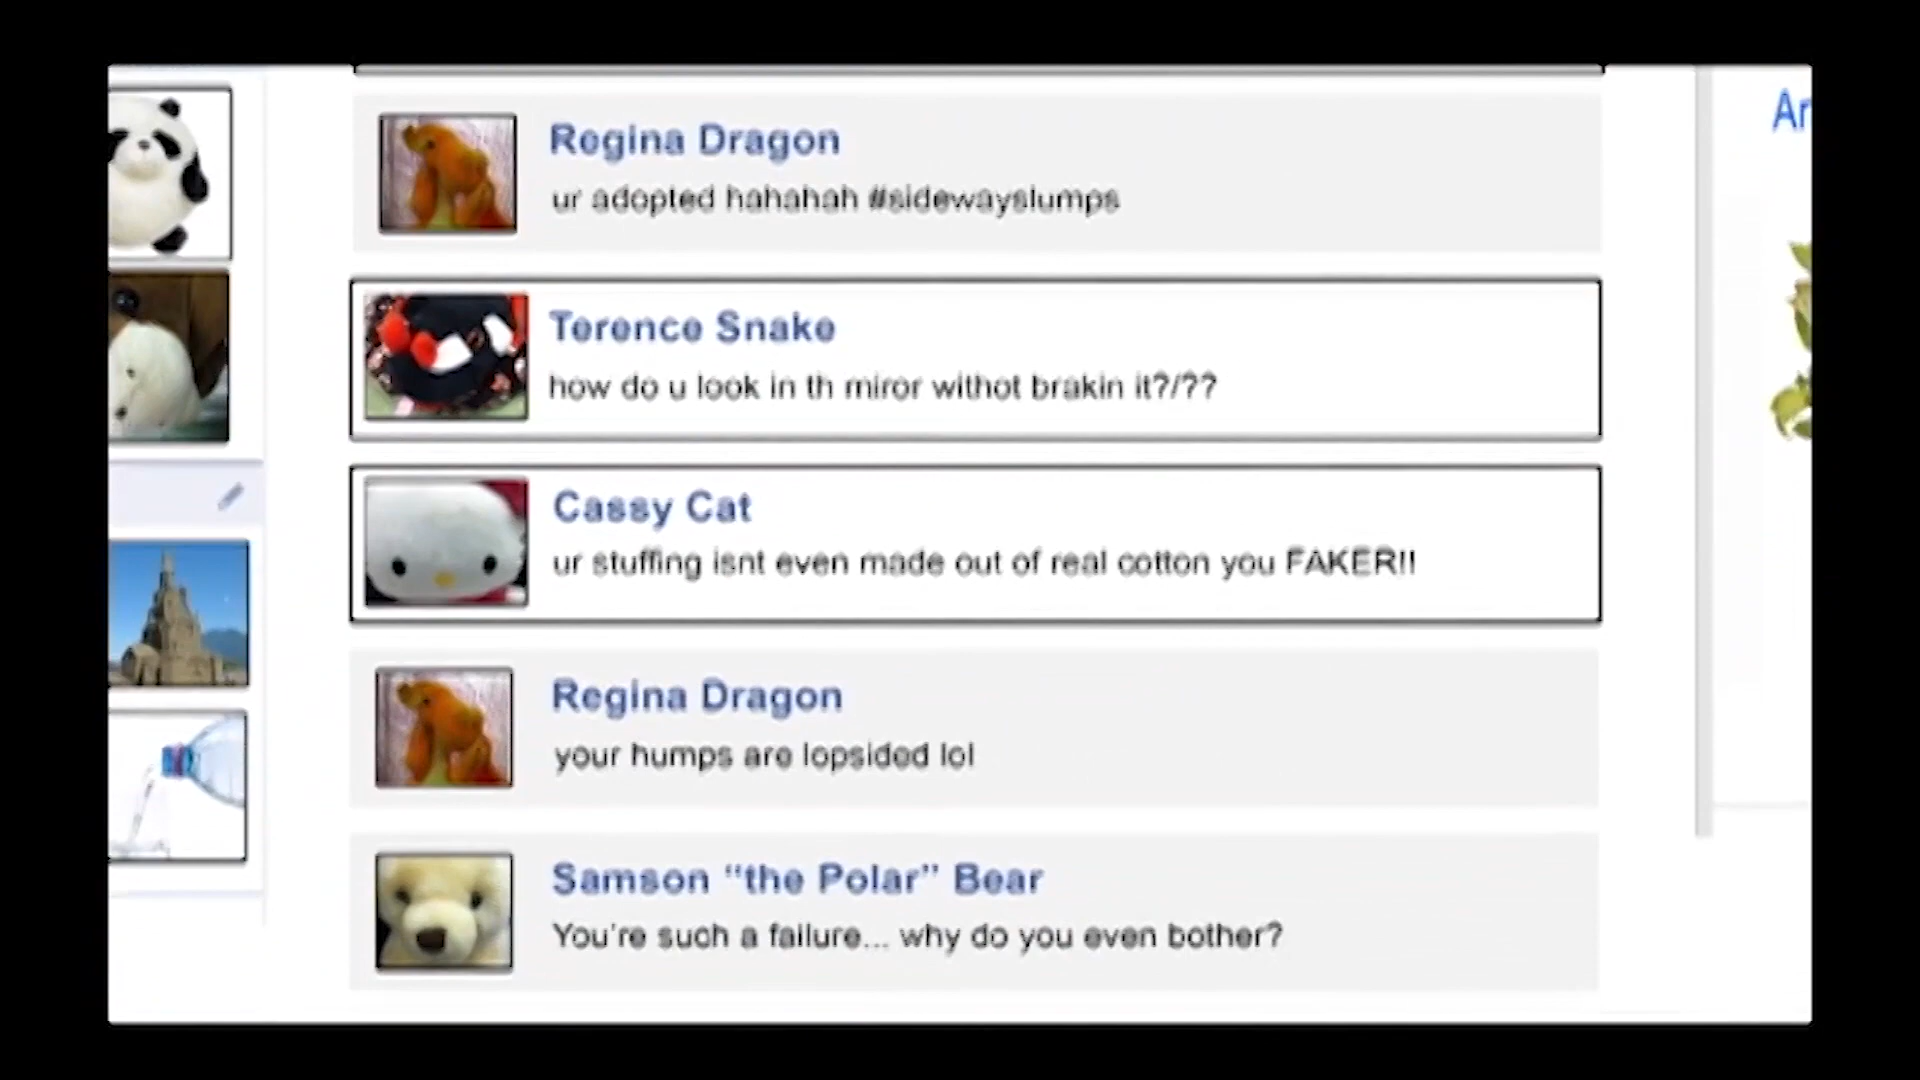 Regina Dragon
ur adopted hahahah #sidewayslumps
Terence Snake
how do u look in th miror withot brakin it?/??
Cassy Cat
ur stuffing isnt even made out of real cotton you FAKER!!
Regina Dragon
your humps are lopsided lol
Samson “the Polar” Bear
You're such a failure... why do you even bother?
Ar